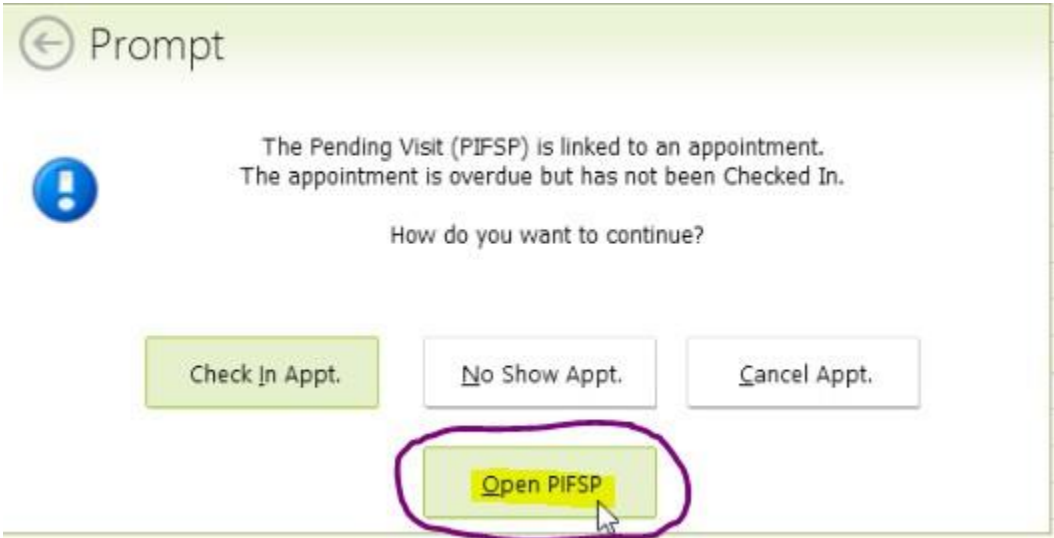 Prompt
The Pending Visit (PIFSP) is linked to an appointment.
The appointment is overdue but has not been Checked In.
How do you want to continue?
Check In Appt.
No Show Appt.
Cancel Appt.
Open PIFSP